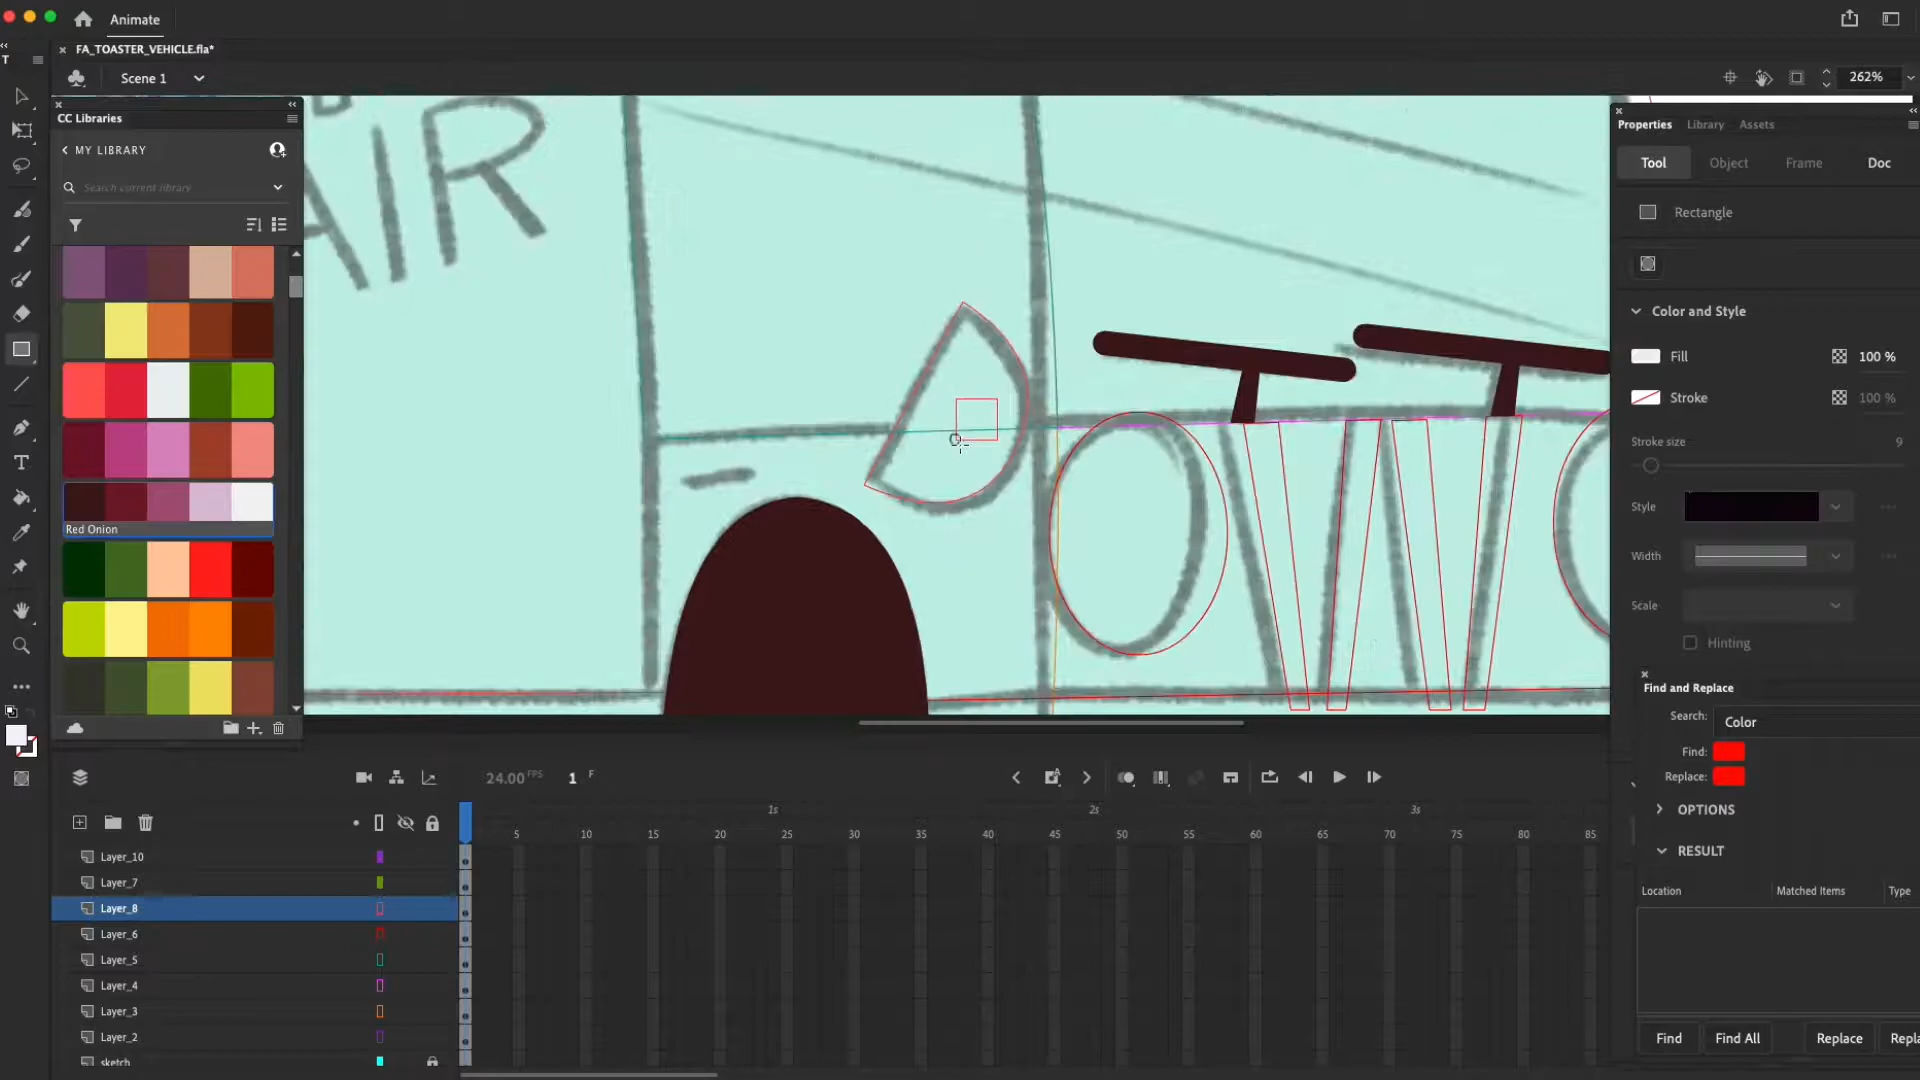 Animate
FA_TOASTER_VEHICLE.fla*
Scene 1
262%
CC Libraries
MY LIBRARY
Search current library
Red Onion
AIR
Properties
Library
Assets
Tool
Object
Frame
Doc
Rectangle
Color and Style
Fill
100 %
Stroke
100 %
Stroke size
9
Style
Width
Scale
Hinting
Find and Replace
Search:
Color
Find:
Replace:
OPTIONS
RESULT
Location
Matched Items
Type
Find
Find All
Replace
24.00 FPS
1 F
1s
2s
3s
5
10
15
20
25
30
35
40
45
50
55
60
65
70
75
80
85
Layer_10
Layer_7
Layer_8
Layer_6
Layer_5
Layer_4
Layer_3
Layer_2
sketch